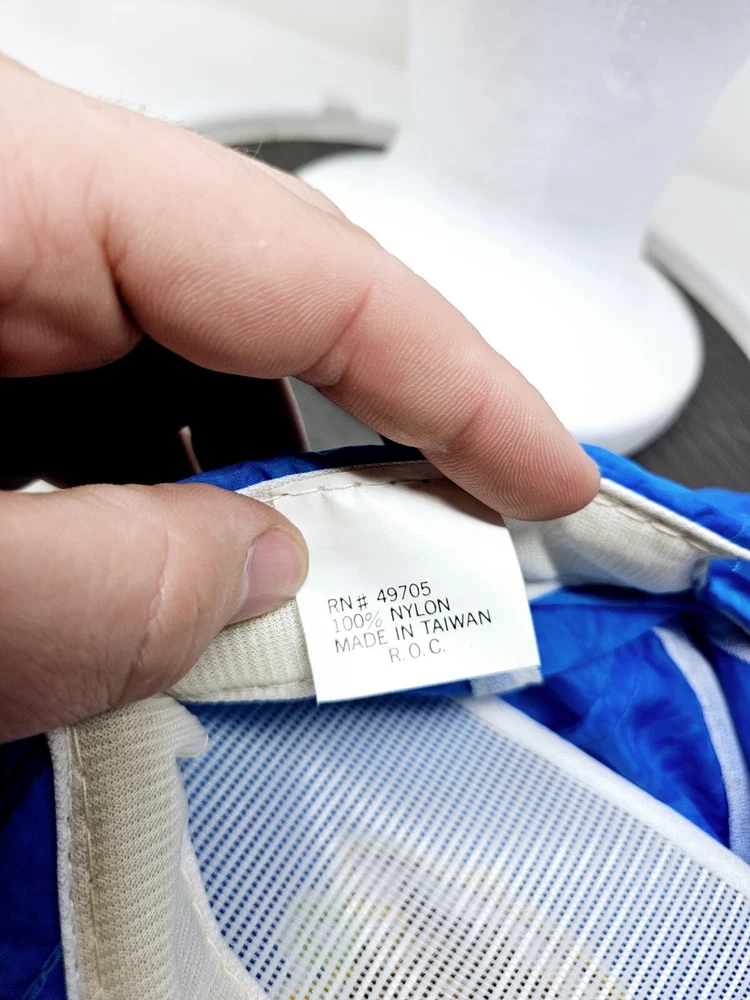 RN# 49705
100% NYLON
MADE IN TAIWAN
R.O.C.